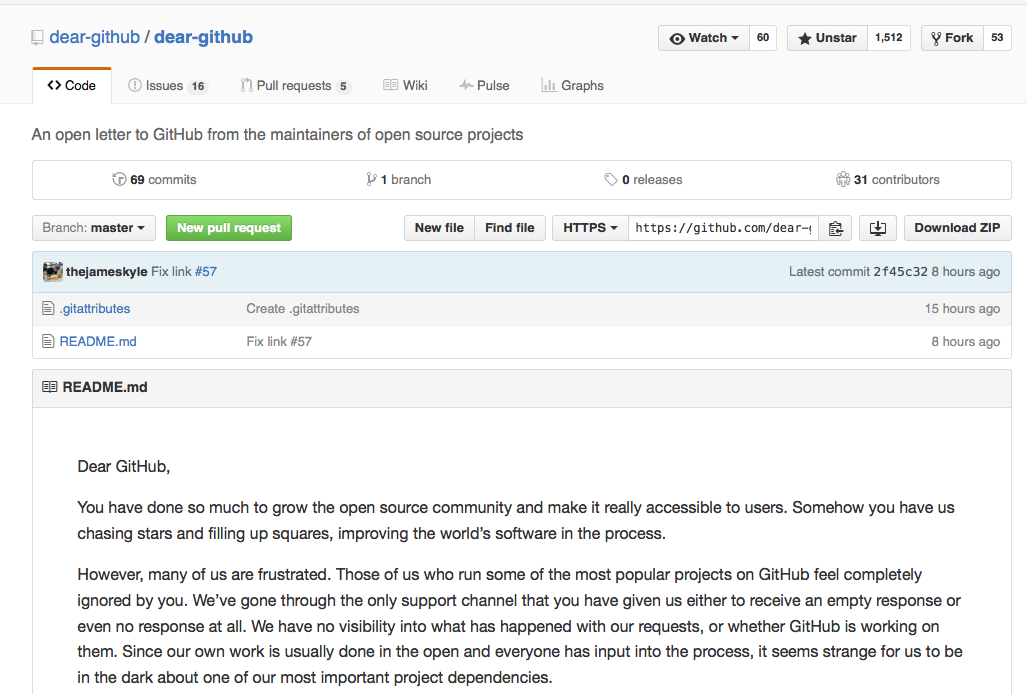 dear-github / dear-github
Watch 60 Unstar 1,512 Fork 53
Code Issues 16 Pull requests 5 Wiki Pulse Graphs
An open letter to GitHub from the maintainers of open source projects
69 commits 1 branch 0 releases 31 contributors
Branch: master New pull request New file Find file HTTPS https://github.com/dear-g Download ZIP
thejameskyle Fix link #57 Latest commit 2f45c32 8 hours ago
.gitattributes Create .gitattributes 15 hours ago
README.md Fix link #57 8 hours ago
README.md
Dear GitHub,
You have done so much to grow the open source community and make it really accessible to users. Somehow you have us
chasing stars and filling up squares, improving the world’s software in the process.
However, many of us are frustrated. Those of us who run some of the most popular projects on GitHub feel completely
ignored by you. We’ve gone through the only support channel that you have given us either to receive an empty response or
even no response at all. We have no visibility into what has happened with our requests, or whether GitHub is working on
them. Since our own work is usually done in the open and everyone has input into the process, it seems strange for us to be
in the dark about one of our most important project dependencies.